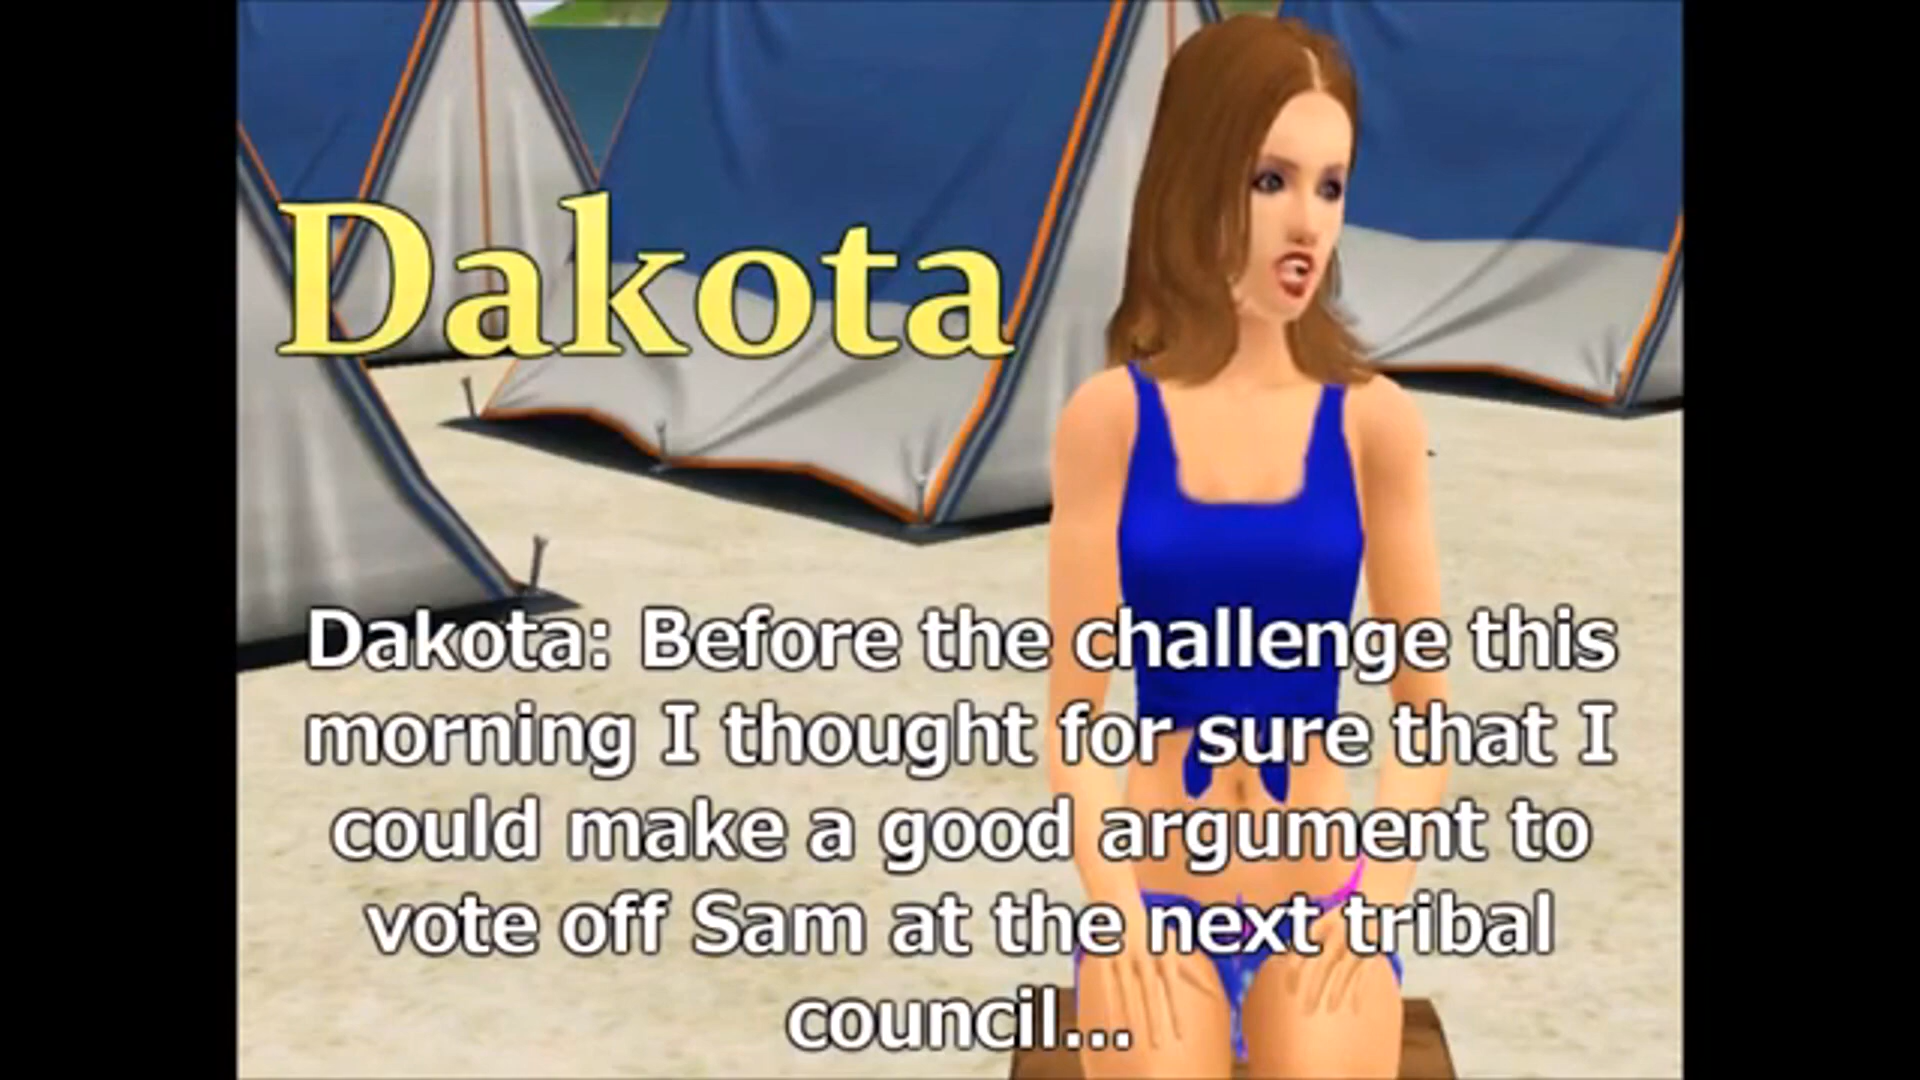 Dakota
Dakota: Before the challenge this
morning I thought for sure that I
could make a good argument to
vote off Sam at the next tribal
council...